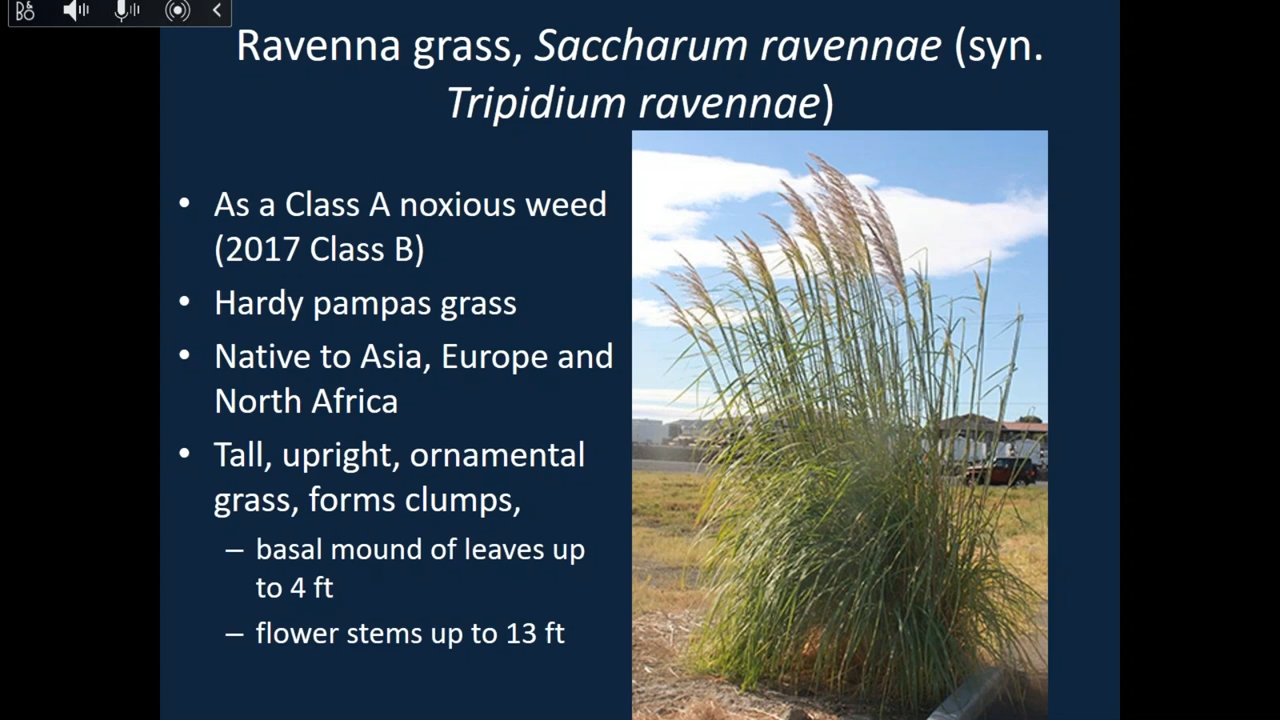 B&O
Ravenna grass, Saccharum ravennae (syn.
Tripidium ravennae)
• As a Class A noxious weed
(2017 Class B)
• Hardy pampas grass
• Native to Asia, Europe and
North Africa
• Tall, upright, ornamental
grass, forms clumps,
– basal mound of leaves up
to 4 ft
– flower stems up to 13 ft